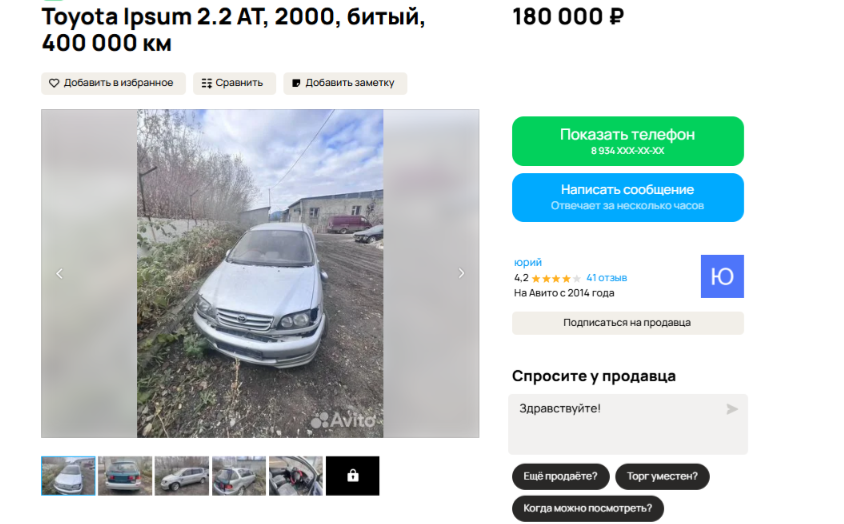 Toyota Ipsum 2.2 AT, 2000, битый,
400 000 км
180 000 ₽
Добавить в избранное
Сравнить
Добавить заметку
Показать телефон
8 934 XXX-XX-XX
Написать сообщение
Отвечает за несколько часов
юрий
4,2 41 отзыв
На Авито с 2014 года
Ю
Подписаться на продавца
Спросите у продавца
Здравствуйте!
Avito
Ещё продаёте?
Торг уместен?
Когда можно посмотреть?